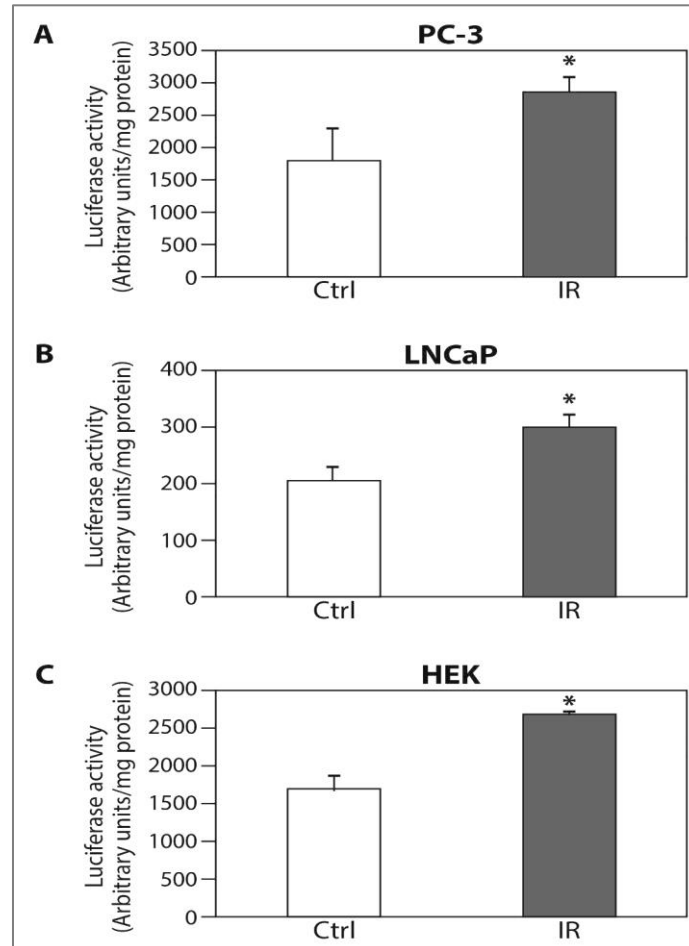 A
PC-3
Luciferase activity
(Arbitrary units/mg protein)
3500
3000
2500
2000
1500
1000
500
0
*
Ctrl
IR
B
LNCaP
Luciferase activity
(Arbitrary units/mg protein)
400
300
200
100
0
*
Ctrl
IR
C
HEK
Luciferase activity
(Arbitrary units/mg protein)
3000
2500
2000
1500
1000
500
0
*
Ctrl
IR